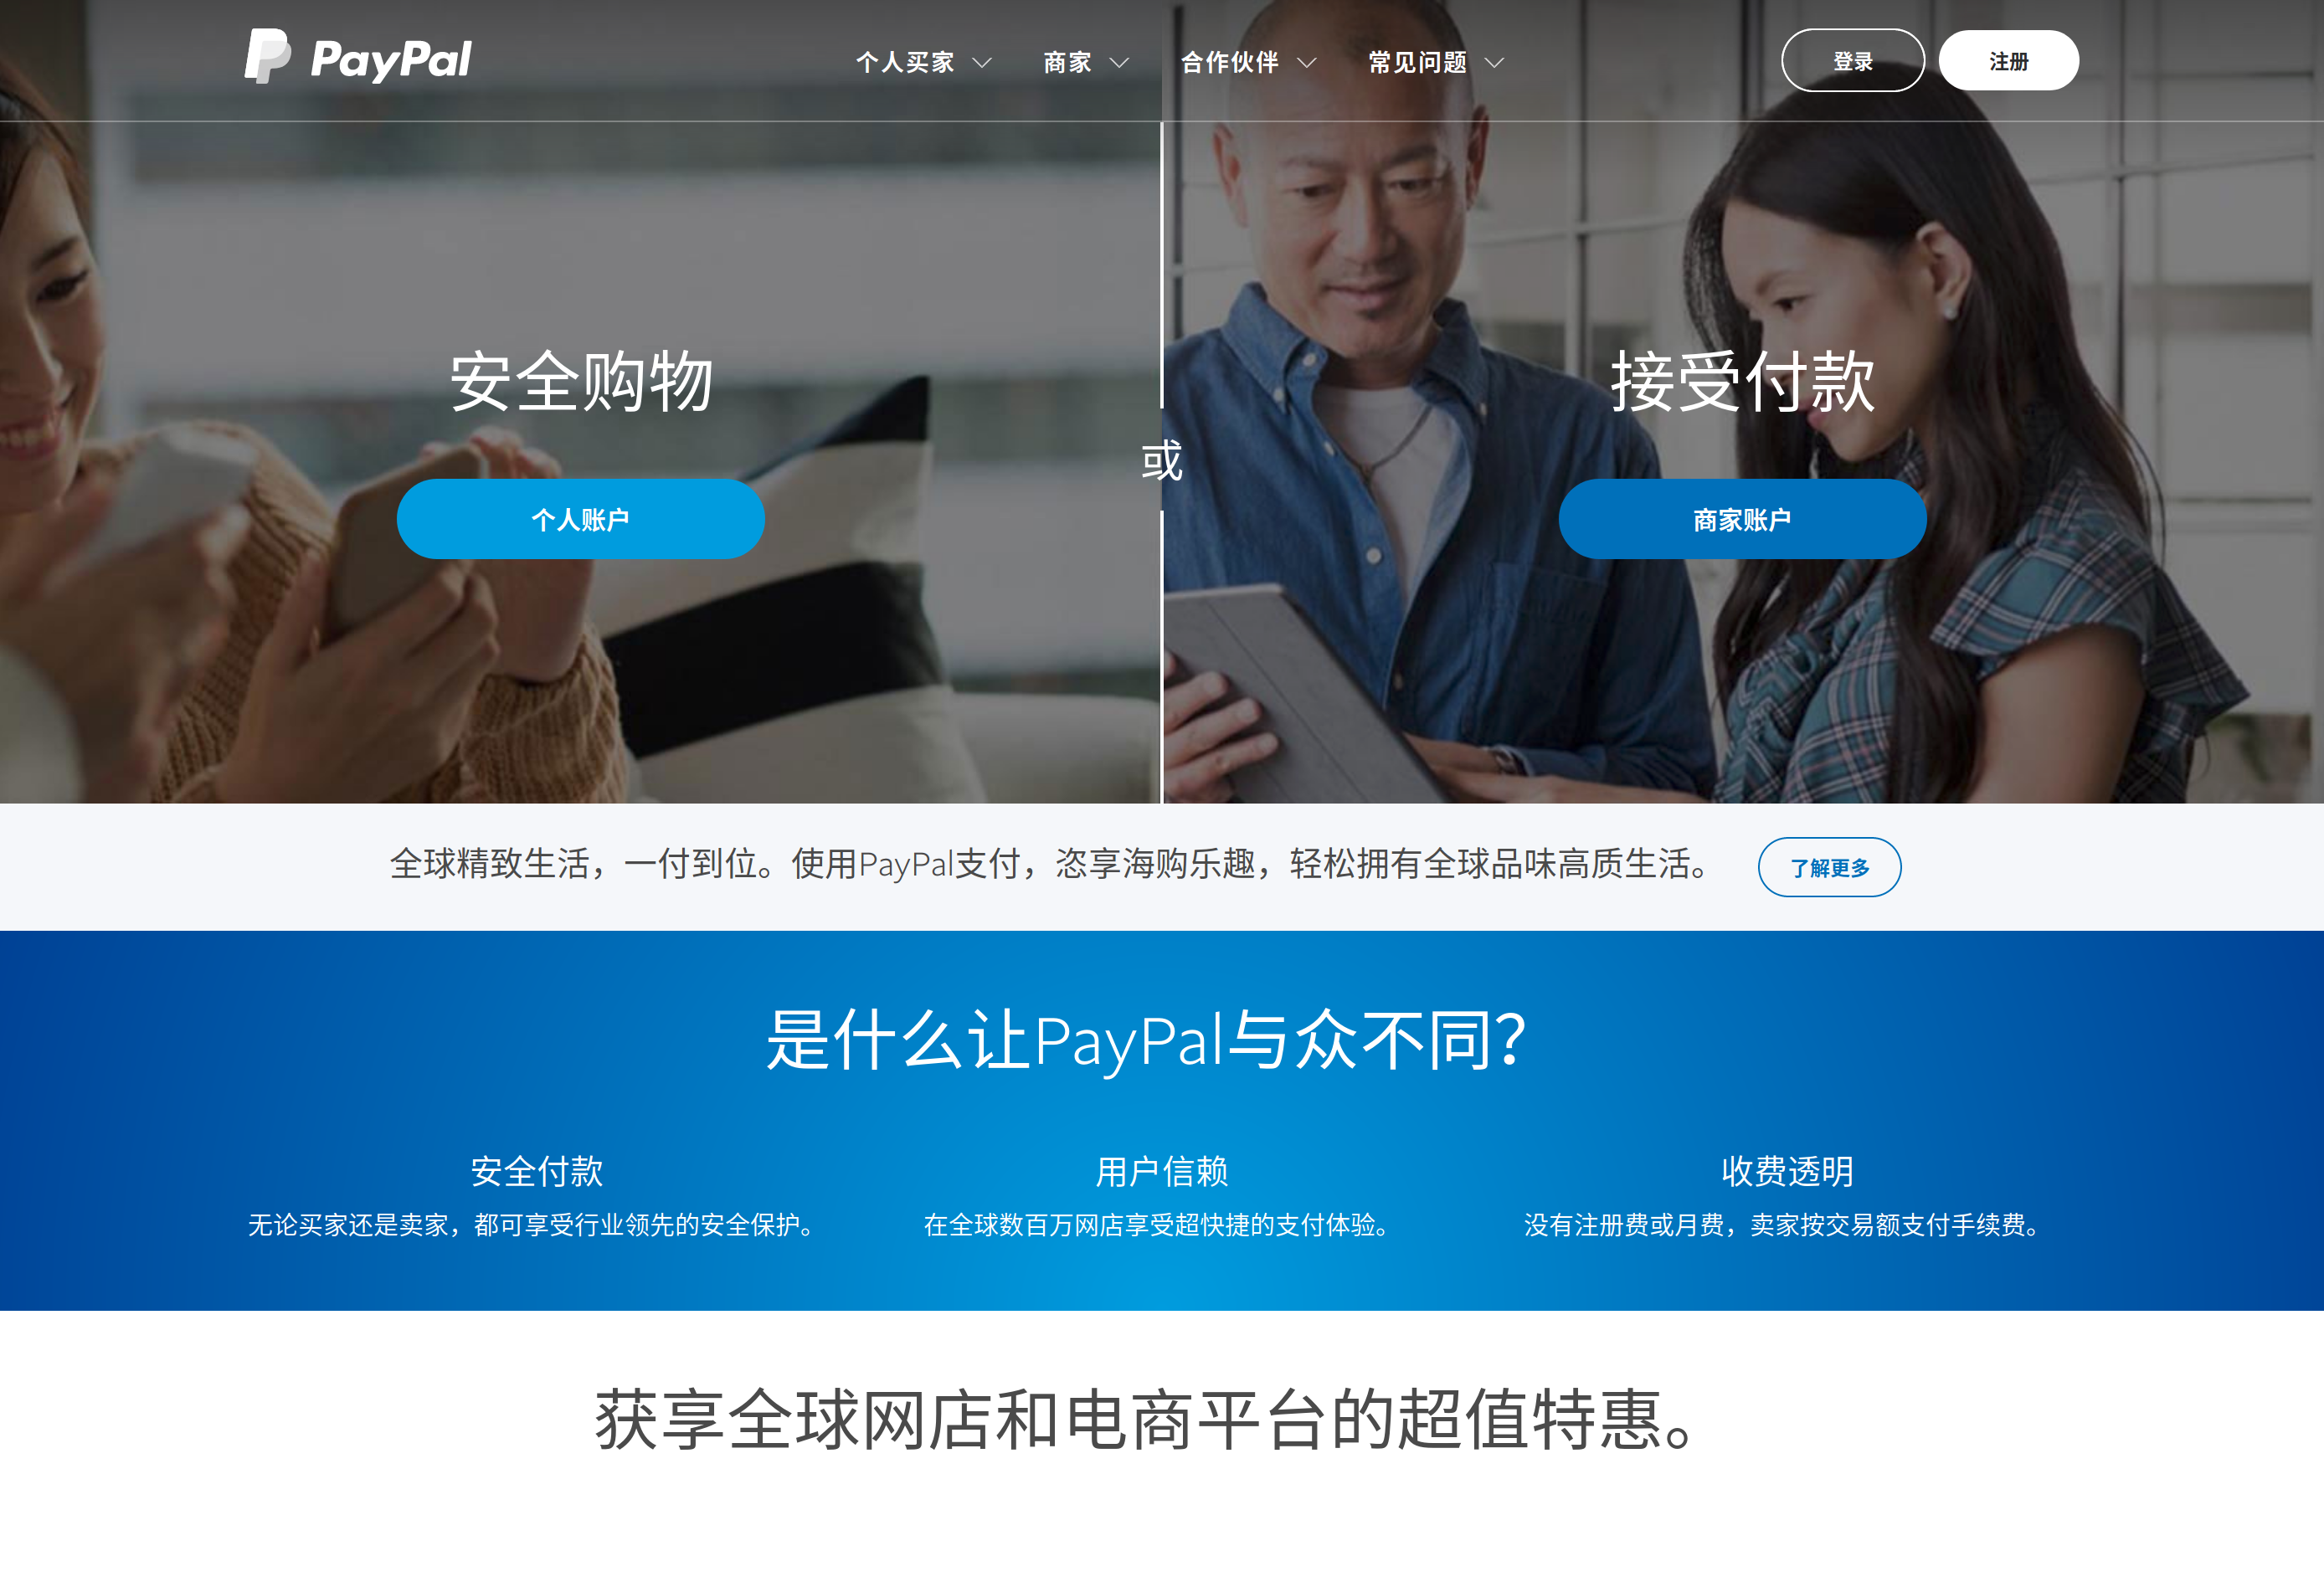 PayPal
个人买家
商家
合作伙伴
常见问题
登录
注册
安全购物
个人账户
或
接受付款
商家账户
全球精致生活，一付到位。使用PayPal支付，恣享海购乐趣，轻松拥有全球品味高质生活。
了解更多
是什么让PayPal与众不同？
安全付款
无论买家还是卖家，都可享受行业领先的安全保护。
用户信赖
在全球数百万网店享受超快捷的支付体验。
收费透明
没有注册费或月费，卖家按交易额支付手续费。
获享全球网店和电商平台的超值特惠。